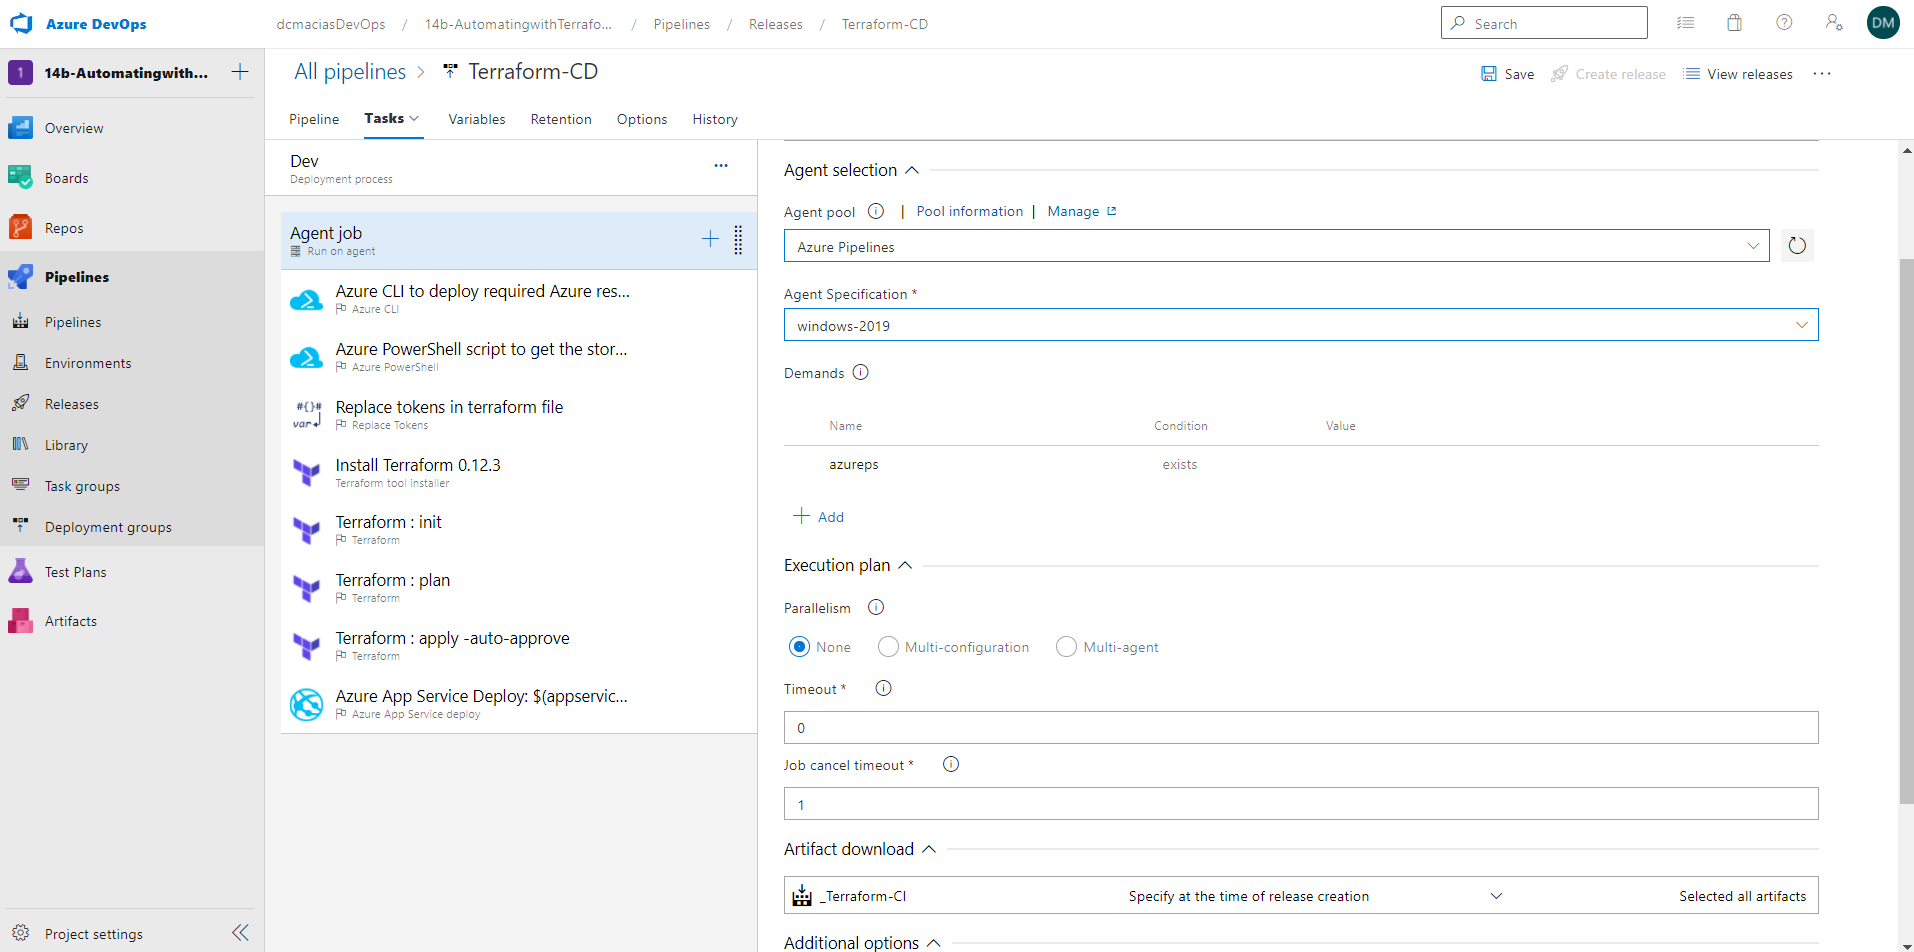 Azure DevOps
dcmaciasDevOps / 14b-AutomatingwithTerrafo... / Pipelines / Releases / Terraform-CD
Search
DM
1
14b-Automatingwith...
Overview
Boards
Repos
Pipelines
Pipelines
Environments
Releases
Library
Task groups
Deployment groups
Test Plans
Artifacts
Project settings
All pipelines > Terraform-CD
Save
Create release
View releases
...
Pipeline Tasks Variables Retention Options History
Dev
Deployment process
...
Agent job
Run on agent
Azure CLI to deploy required Azure res...
Azure CLI
Azure PowerShell script to get the stor...
Azure PowerShell
#{}#
var
Replace tokens in terraform file
Replace Tokens
Install Terraform 0.12.3
Terraform tool installer
Terraform : init
Terraform
Terraform : plan
Terraform
Terraform : apply -auto-approve
Terraform
Azure App Service Deploy: $(appservic...
Azure App Service deploy
Agent selection
Agent pool | Pool information | Manage
Azure Pipelines
Agent Specification *
windows-2019
Demands
Name Condition Value
azureps exists
Add
Execution plan
Parallelism
None Multi-configuration Multi-agent
Timeout *
0
Job cancel timeout *
1
Artifact download
_Terraform-CI Specify at the time of release creation Selected all artifacts
Additional options